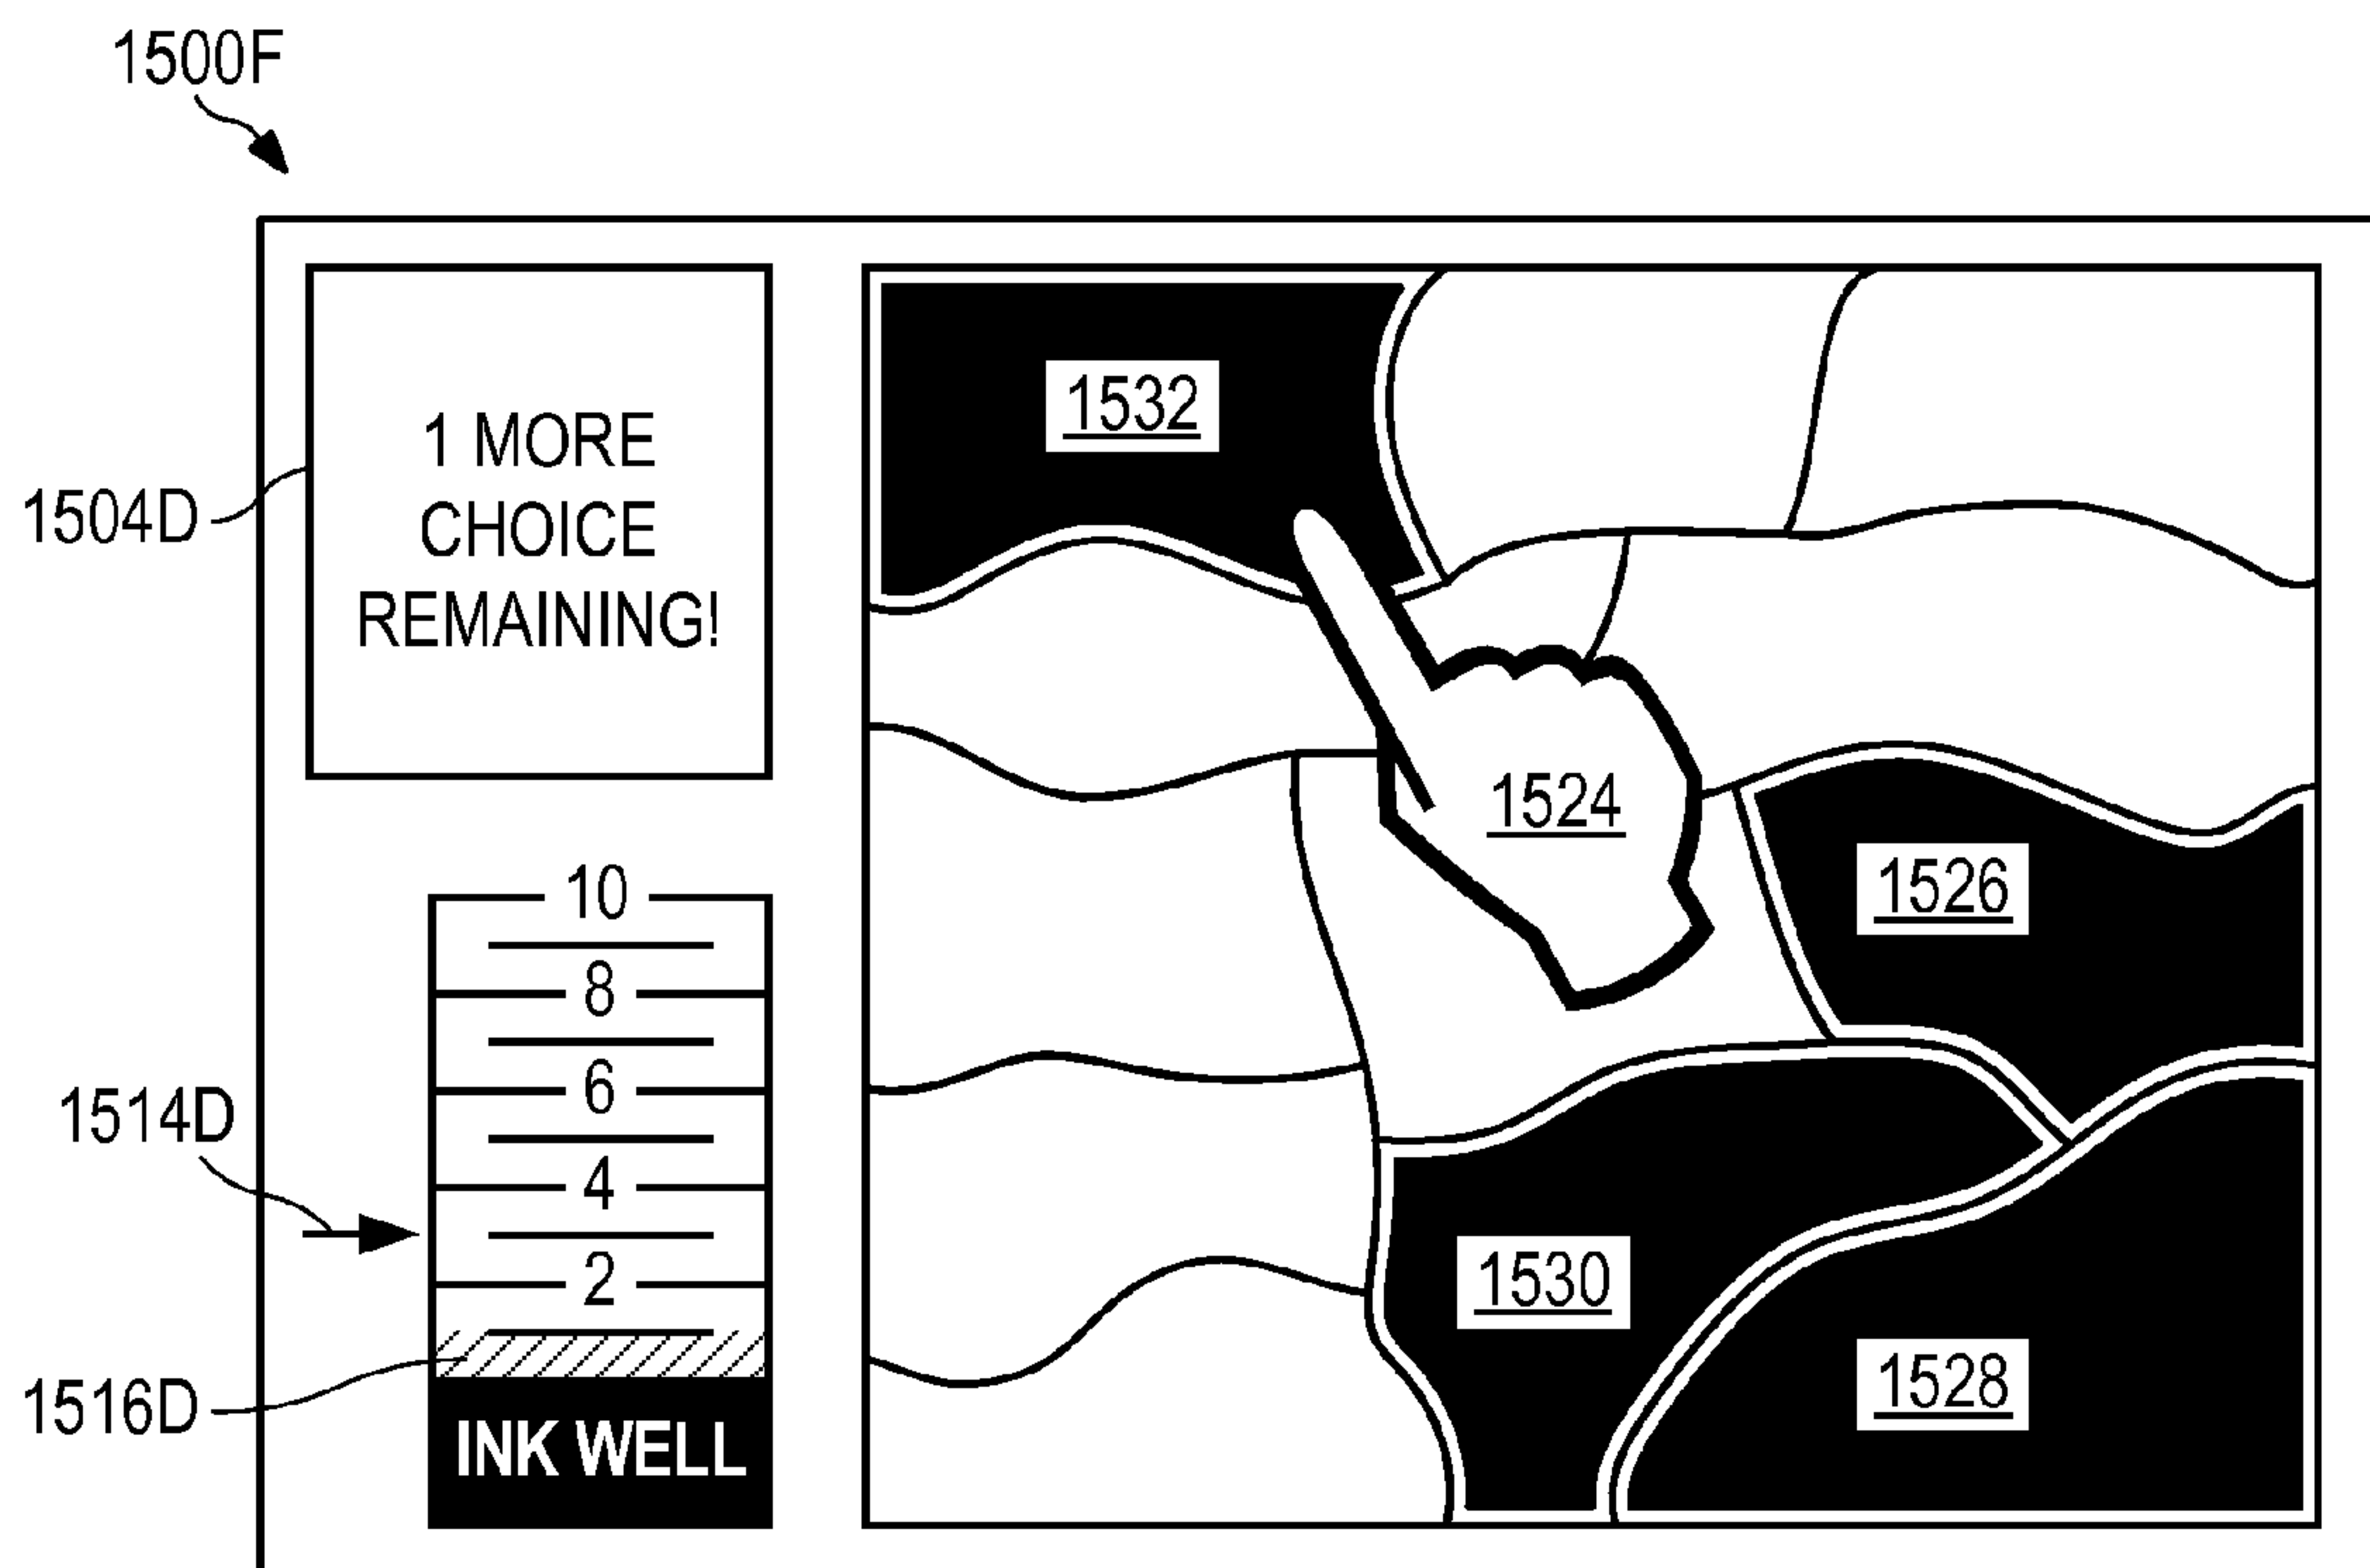 1500F
1504D
1 MORE
CHOICE
REMAINING!
1532
1524
1526
10
8
6
4
2
1514D
1516D
INK WELL
1530
1528